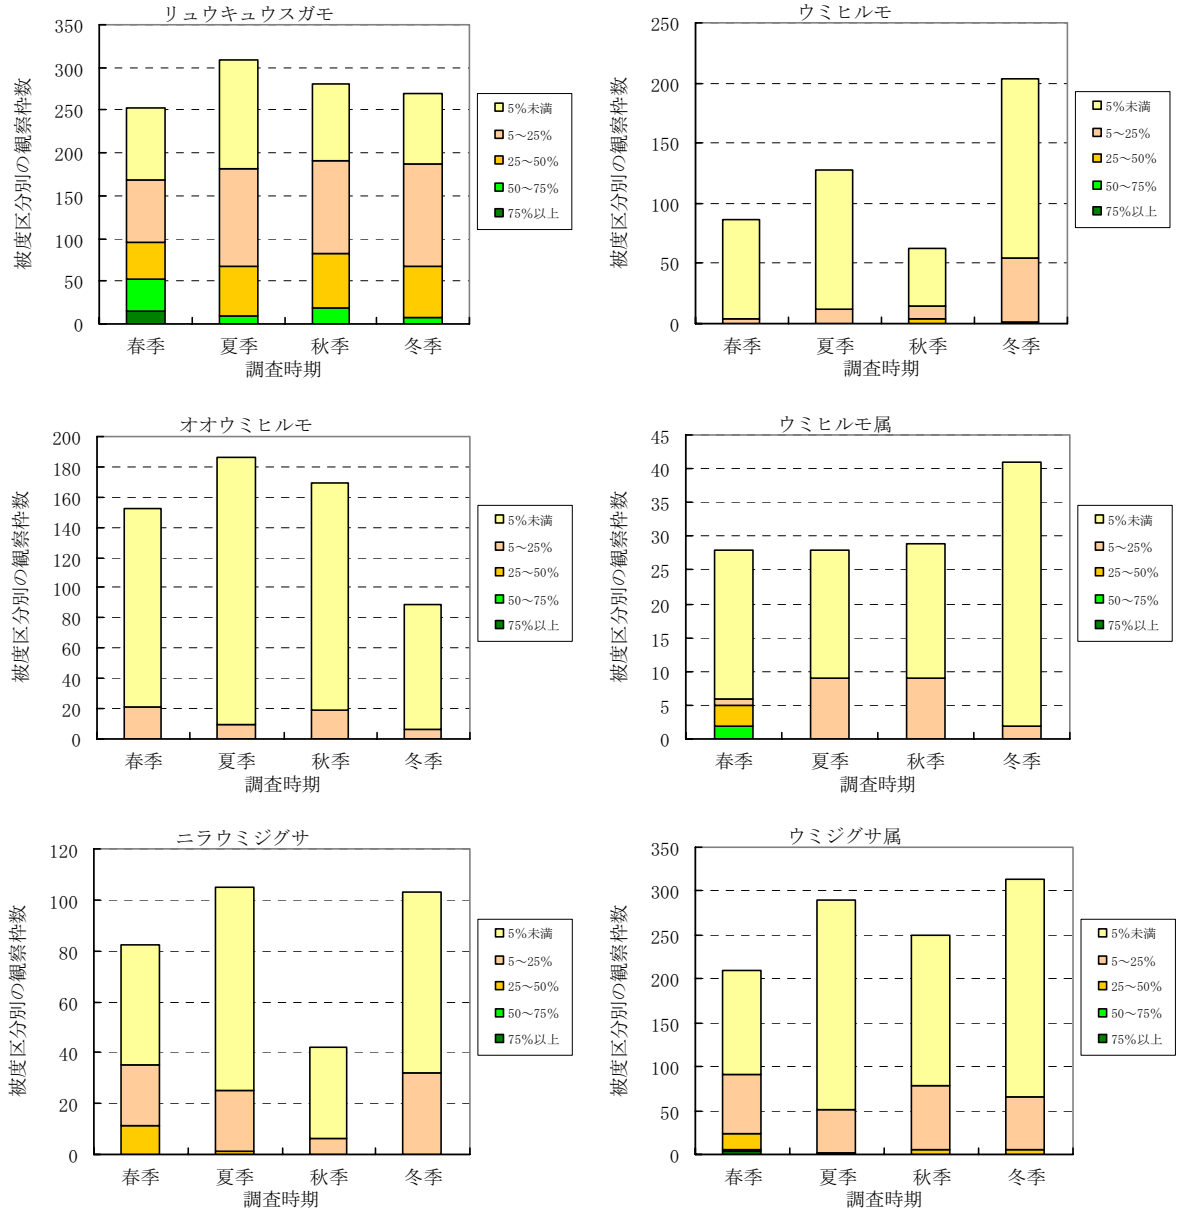 リュウキュウスガモ
被度区分別の観察枠数
350
300
250
200
150
100
50
0
春季 夏季 秋季 冬季
調査時期
5%未満
5～25%
25～50%
50～75%
75%以上
ウミヒルモ
被度区分別の観察枠数
250
200
150
100
50
0
春季 夏季 秋季 冬季
調査時期
5%未満
5～25%
25～50%
50～75%
75%以上
オオウミヒルモ
被度区分別の観察枠数
200
180
160
140
120
100
80
60
40
20
0
春季 夏季 秋季 冬季
調査時期
5%未満
5～25%
25～50%
50～75%
75%以上
ウミヒルモ属
被度区分別の観察枠数
45
40
35
30
25
20
15
10
5
0
春季 夏季 秋季 冬季
調査時期
5%未満
5～25%
25～50%
50～75%
75%以上
ニラウミジグサ
被度区分別の観察枠数
120
100
80
60
40
20
0
春季 夏季 秋季 冬季
調査時期
5%未満
5～25%
25～50%
50～75%
75%以上
ウミジグサ属
被度区分別の観察枠数
350
300
250
200
150
100
50
0
春季 夏季 秋季 冬季
調査時期
5%未満
5～25%
25～50%
50～75%
75%以上